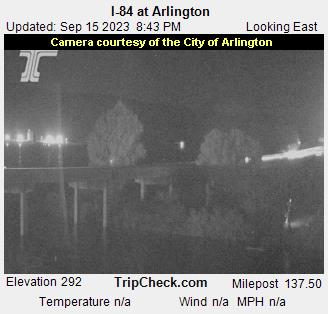 I-84 at Arlington
Updated: Sep 15 2023 8:43 PM Looking East
Camera courtesy of the City of Arlington
Elevation 292 TripCheck.com Milepost 137.50
Temperature n/a Wind n/a MPH n/a